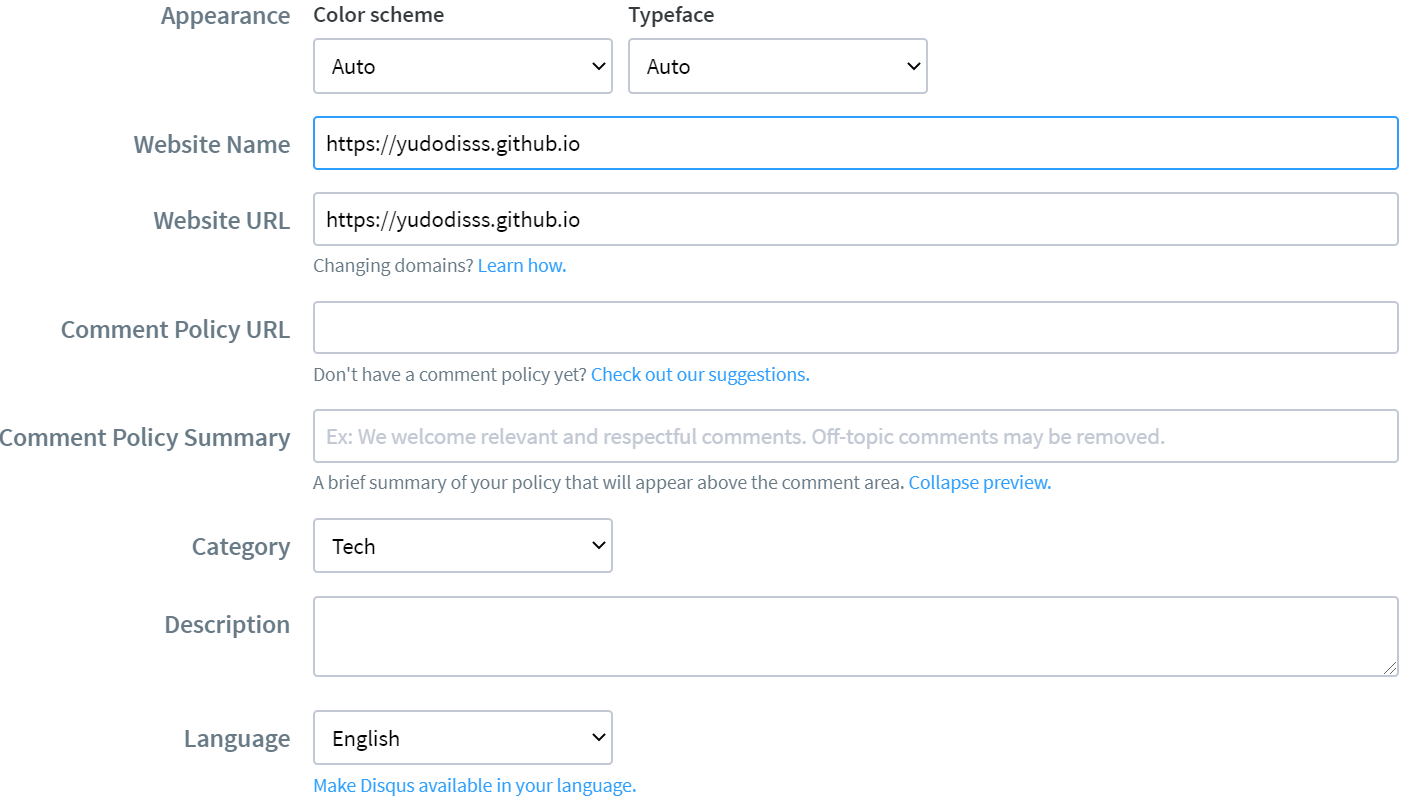 Appearance
Color scheme
Typeface
Auto
Auto
Website Name
https://yudodisss.github.io
Website URL
https://yudodisss.github.io
Changing domains? Learn how.
Comment Policy URL
Don't have a comment policy yet? Check out our suggestions.
Comment Policy Summary
Ex: We welcome relevant and respectful comments. Off-topic comments may be removed.
A brief summary of your policy that will appear above the comment area. Collapse preview.
Category
Tech
Description
Language
English
Make Disqus available in your language.